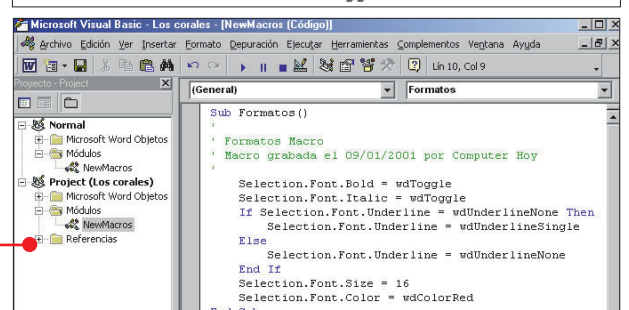 Microsoft Visual Basic - Los corales - [NewMacros (Código)]
Archivo Edición Ver Insertar Formato Depuración Ejecutar Herramientas Complementos Ventana Ayuda
Lín 10, Col 9
Proyecto - Project
(General)
Formatos
Normal
Microsoft Word Objetos
Módulos
NewMacros
Project (Los corales)
Microsoft Word Objetos
Módulos
NewMacros
Referencias
Sub Formatos()
'
' Formatos Macro
' Macro grabada el 09/01/2001 por Computer Hoy
'
Selection.Font.Bold = wdToggle
Selection.Font.Italic = wdToggle
If Selection.Font.Underline = wdUnderlineNone Then
Selection.Font.Underline = wdUnderlineSingle
Else
Selection.Font.Underline = wdUnderlineNone
End If
Selection.Font.Size = 16
Selection.Font.Color = wdColorRed